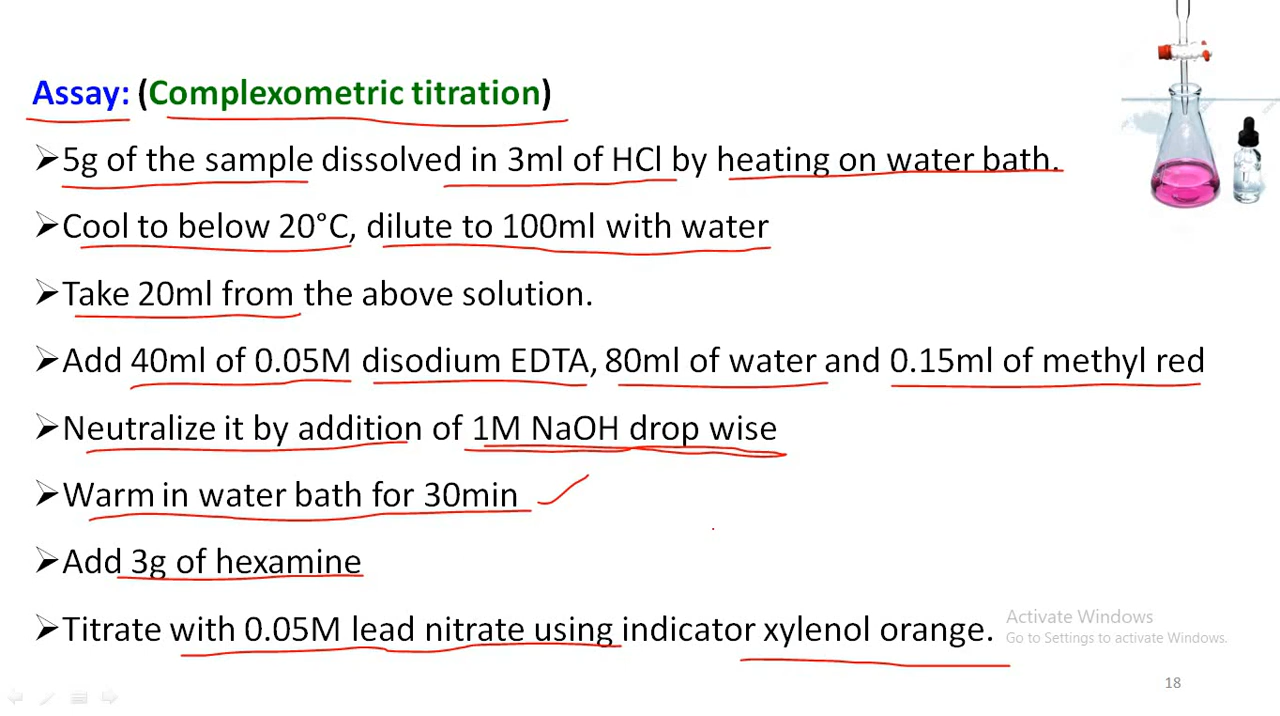 Assay: (Complexometric titration)
➢5g of the sample dissolved in 3ml of HCl by heating on water bath.
➢Cool to below 20°C, dilute to 100ml with water
➢Take 20ml from the above solution.
➢Add 40ml of 0.05M disodium EDTA, 80ml of water and 0.15ml of methyl red
➢Neutralize it by addition of 1M NaOH drop wise
➢Warm in water bath for 30min
➢Add 3g of hexamine
➢Titrate with 0.05M lead nitrate using indicator xylenol orange.
Activate Windows
Go to Settings to activate Windows.
18